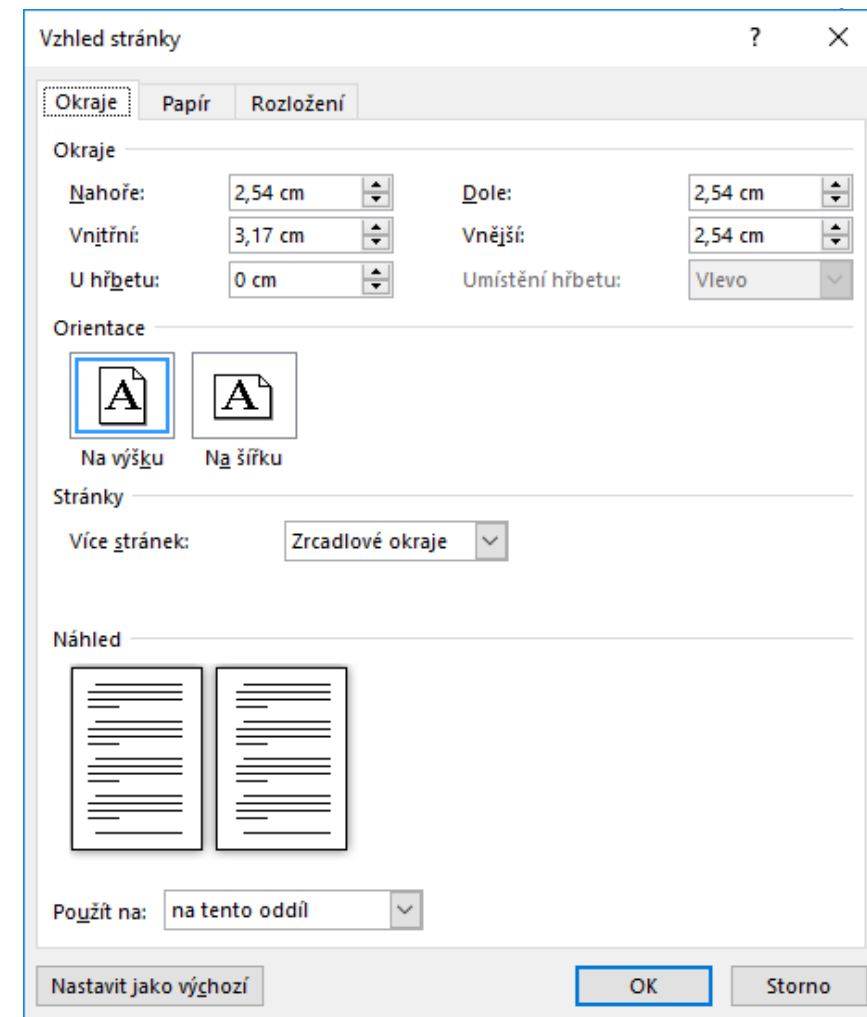 Vzhled stránky ?
Okraje Papír Rozložení
Okraje
Nahoře: 2,54 cm Dole: 2,54 cm
Vnitřní: 3,17 cm Vnější: 2,54 cm
U hřbetu: 0 cm Umístění hřbetu: Vlevo
Orientace
A A
Na výšku Na šířku
Stránky
Více stránek: Zrcadlové okraje
Náhled
Použít na: na tento oddíl
Nastavit jako výchozí OK Storno